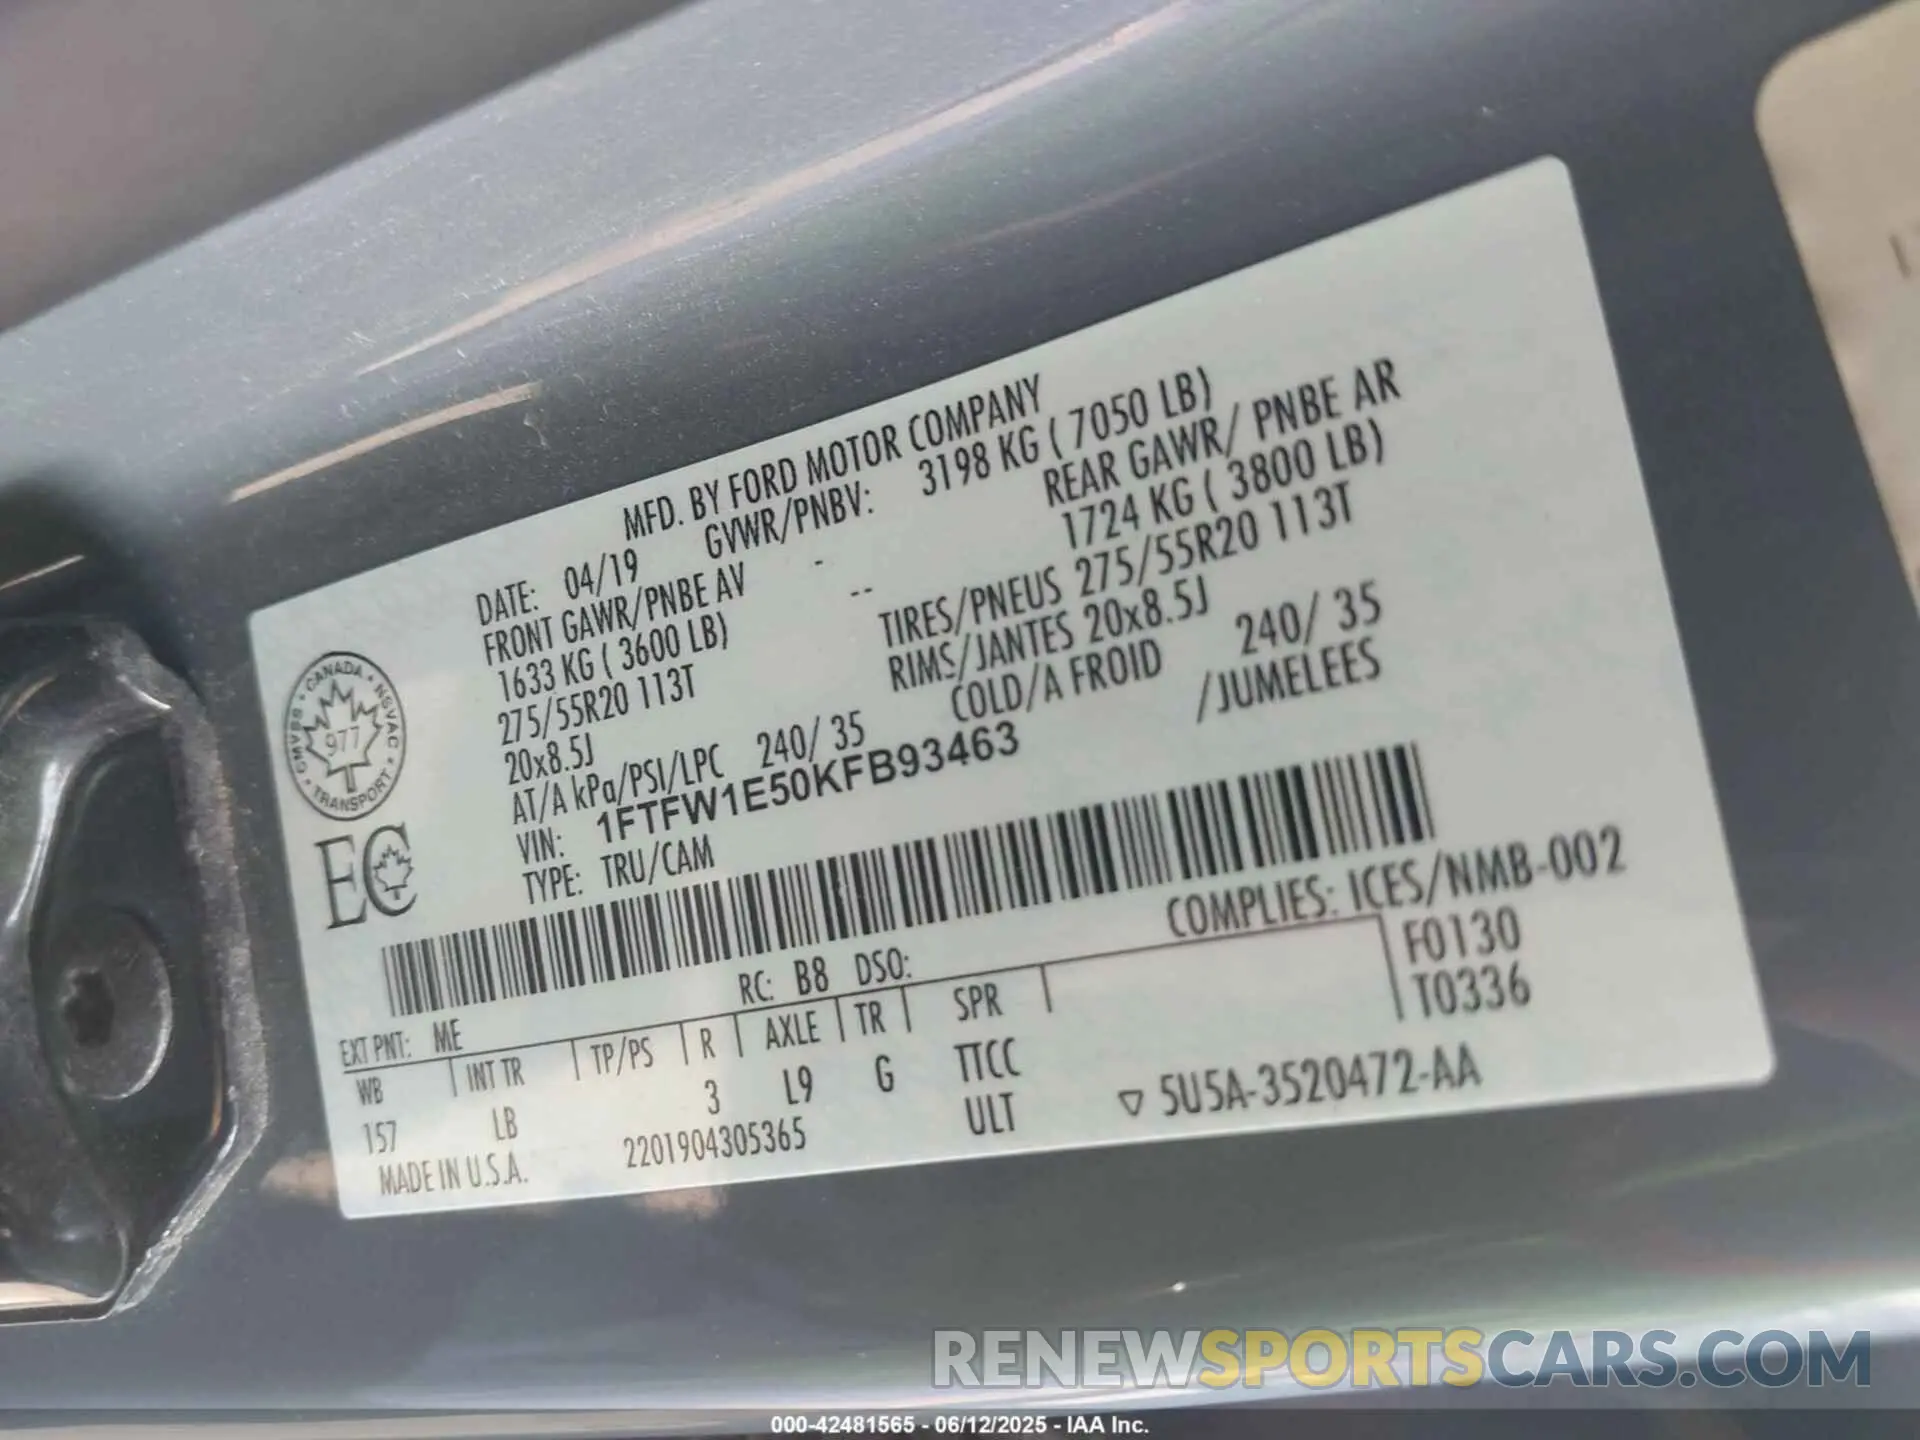 MFD. BY FORD MOTOR COMPANY
DATE: 04/19 GVWR/PNBV: 3198 KG ( 7050 LB)
FRONT GAWR/PNBE AV - REAR GAWR/ PNBE AR
1633 KG ( 3600 LB) -- 1724 KG ( 3800 LB)
275/55R20 113T TIRES/PNEUS 275/55R20 113T
20x8.5J RIMS/JANTES 20x8.5J
AT/A kPa/PSI/LPC 240/ 35 COLD/A FROID 240/ 35
VIN: 1FTFW1E50KFB93463 /JUMELEES
TYPE: TRU/CAM
CANADA • NSVAC • TRANSPORT • CMVSS
977
EC
COMPLIES: ICES/NMB-002
RC: B8 DSO: F0130
EXT PNT: ME T0336
WB INT TR TP/PS R AXLE TR SPR
157 LB 3 L9 G TTCC
MADE IN U.S.A. 2201904305365 ULT ▽ 5U5A-3520472-AA
RENEWSPORTSCARS.COM
000-42481565 - 06/12/2025 - IAA Inc.